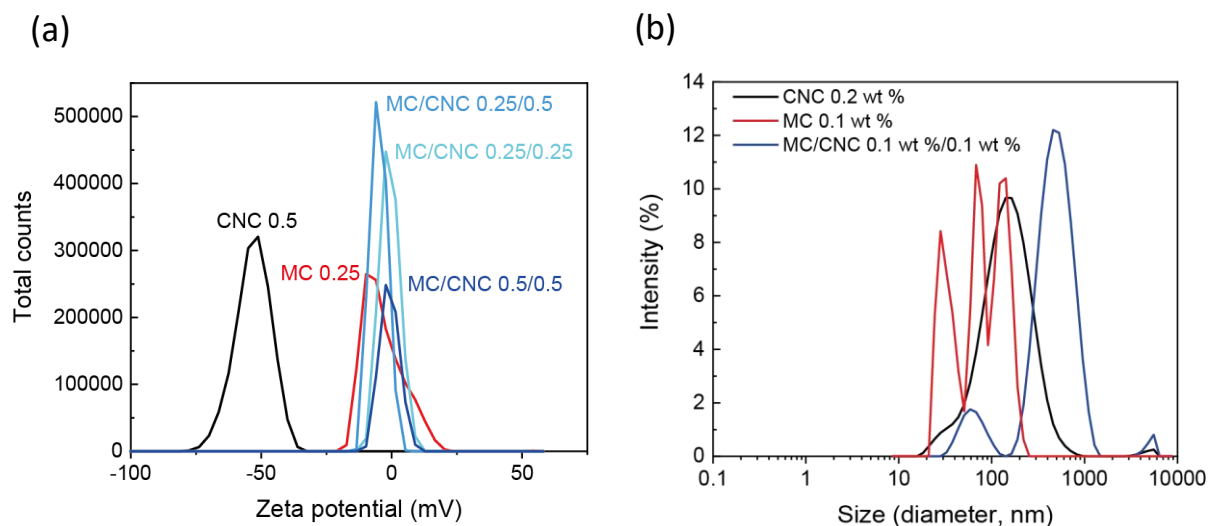 (a)
500000
400000
300000
200000
100000
0
Total counts
-100
-50
0
50
Zeta potential (mV)
MC/CNC 0.25/0.5
MC/CNC 0.25/0.25
CNC 0.5
MC 0.25
MC/CNC 0.5/0.5
(b)
14
12
10
8
6
4
2
0
Intensity (%)
CNC 0.2 wt %
MC 0.1 wt %
MC/CNC 0.1 wt %/0.1 wt %
0.1
1
10
100
1000
10000
Size (diameter, nm)